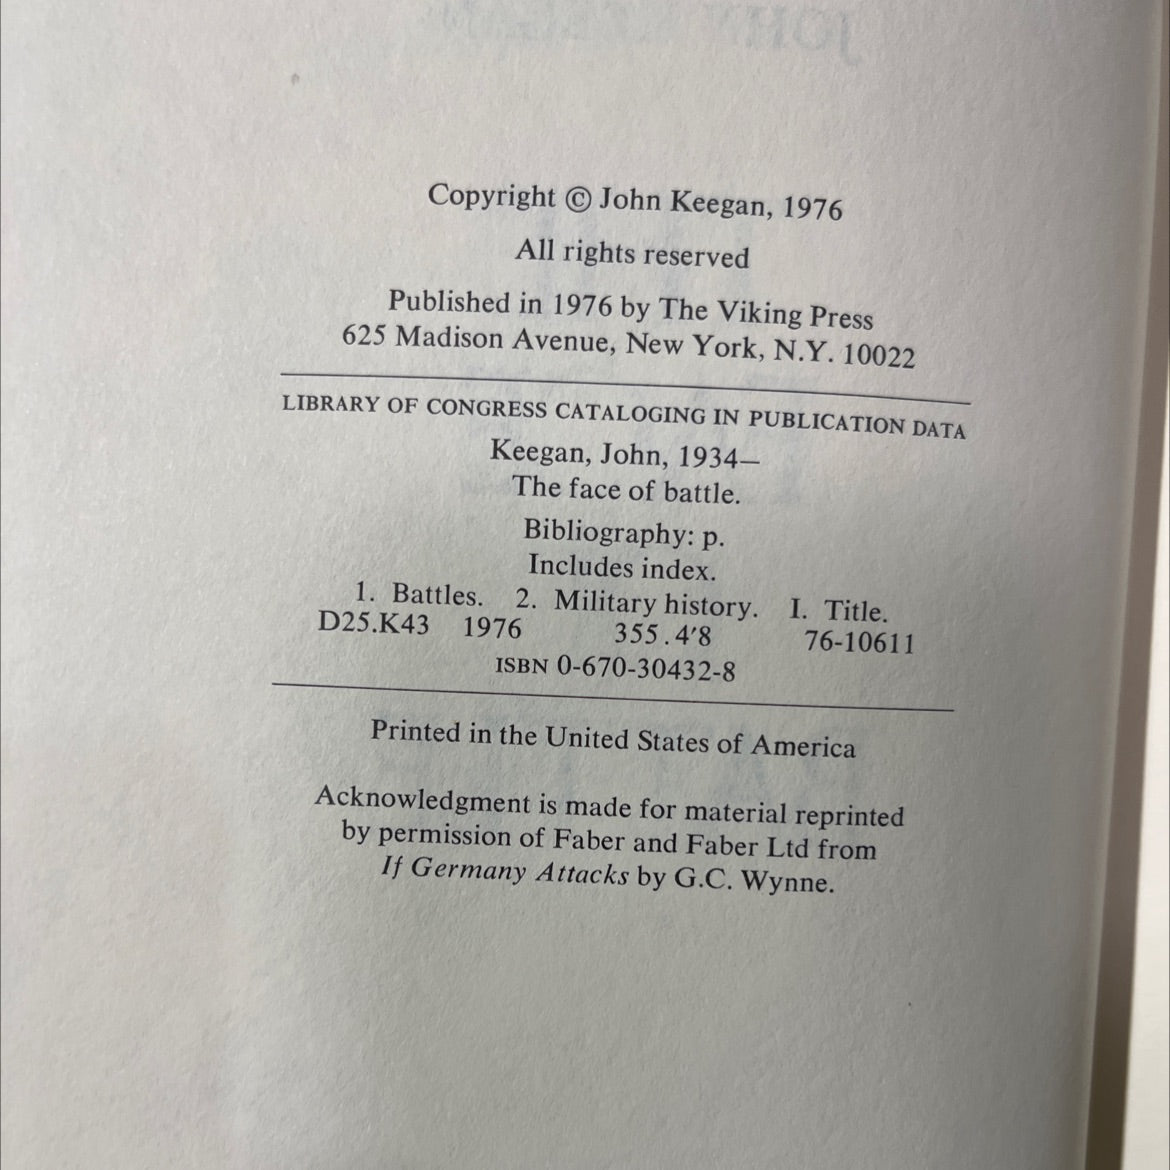 Copyright © John Keegan, 1976
All rights reserved
Published in 1976 by The Viking Press
625 Madison Avenue, New York, N.Y. 10022
LIBRARY OF CONGRESS CATALOGING IN PUBLICATION DATA
Keegan, John, 1934—
The face of battle.
Bibliography: p.
Includes index.
1. Battles. 2. Military history. I. Title.
D25.K43 1976 355.4′8 76-10611
ISBN 0-670-30432-8
Printed in the United States of America
Acknowledgment is made for material reprinted
by permission of Faber and Faber Ltd from
If Germany Attacks by G.C. Wynne.